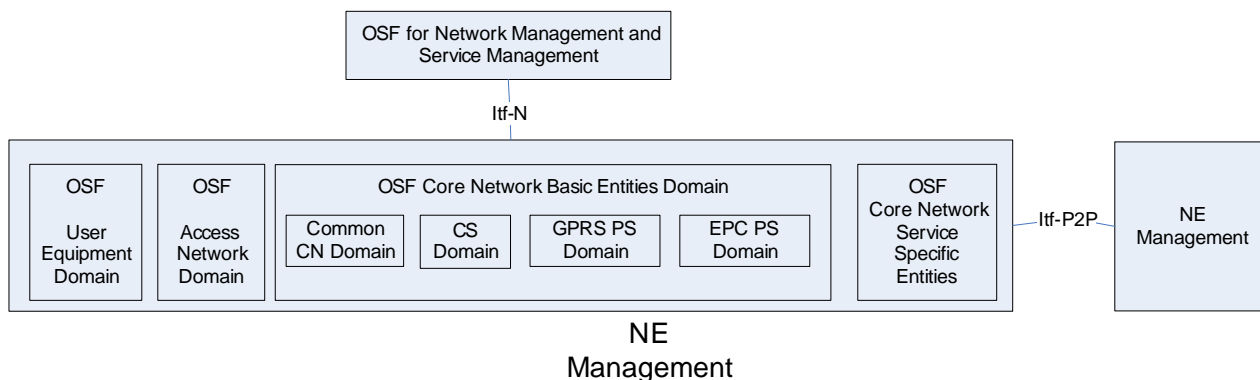 OSF for Network Management and
Service Management
Itf-N
OSF
User
Equipment
Domain
OSF
Access
Network
Domain
OSF Core Network Basic Entities Domain
Common
CN Domain
CS
Domain
GPRS PS
Domain
EPC PS
Domain
OSF
Core Network
Service
Specific
Entities
Itf-P2P
NE
Management
NE
Management